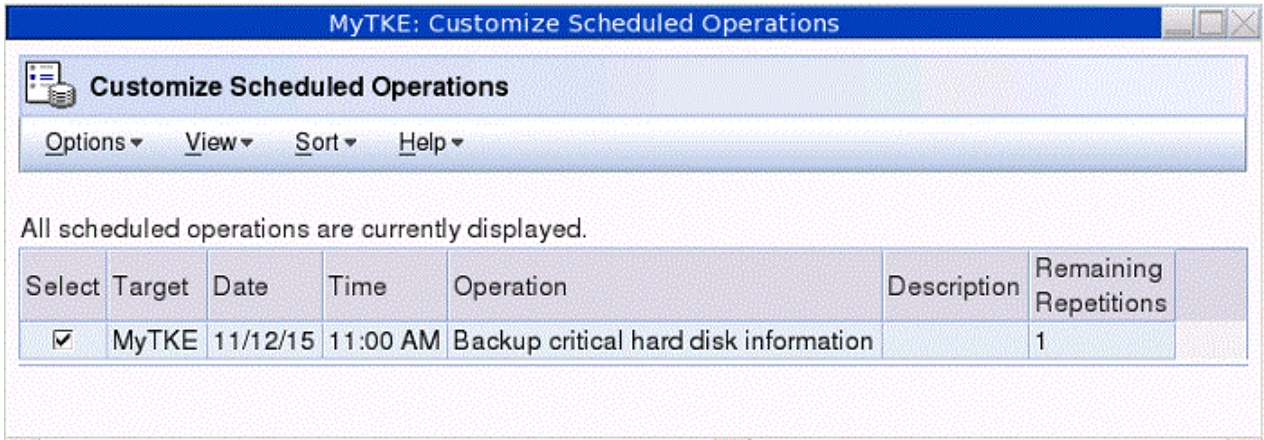 MyTKE: Customize Scheduled Operations
Customize Scheduled Operations
Options View Sort Help
All scheduled operations are currently displayed.
Select Target Date Time Operation Description Remaining Repetitions
MyTKE 11/12/15 11:00 AM Backup critical hard disk information 1